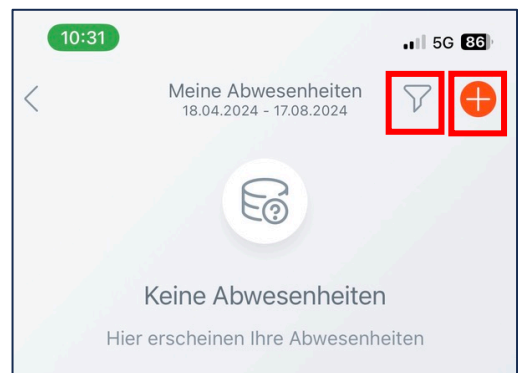 10:31 5G 86
Meine Abwesenheiten
18.04.2024 - 17.08.2024
Keine Abwesenheiten
Hier erscheinen Ihre Abwesenheiten